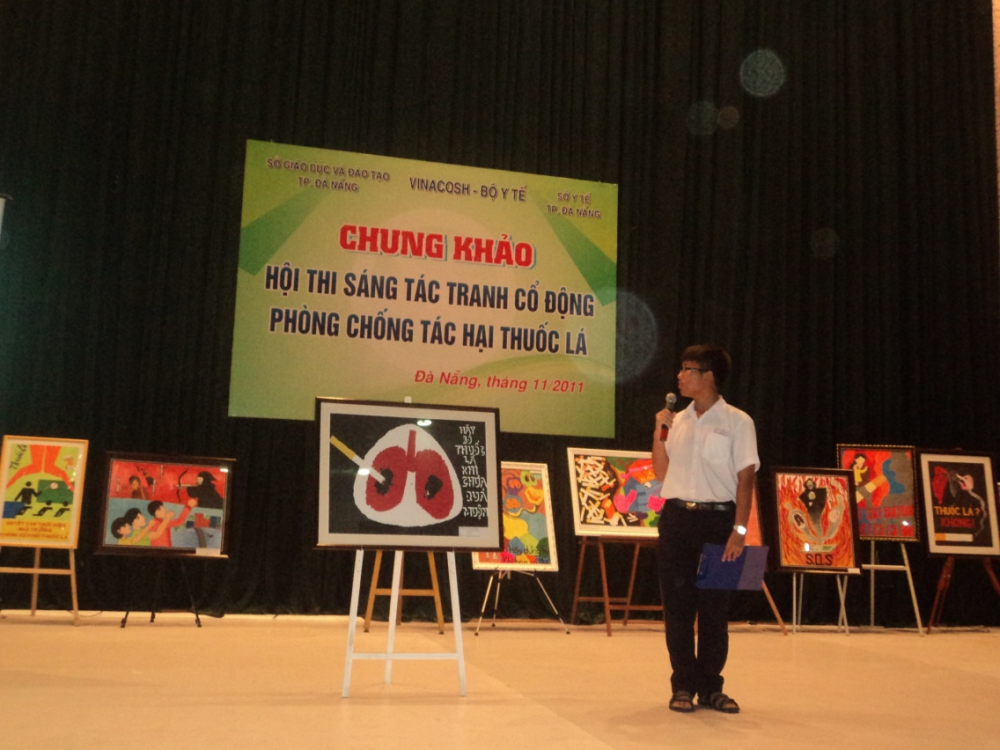 SỞ GIÁO DỤC VÀ ĐÀO TẠO
TP. ĐÀ NẴNG
VINACOSH - BỘ Y TẾ
SỞ Y TẾ
TP. ĐÀ NẴNG
CHUNG KHẢO
HỘI THI SÁNG TÁC TRANH CỔ ĐỘNG
PHÒNG CHỐNG TÁC HẠI THUỐC LÁ
Đà Nẵng, tháng 11/2011
HÃY
BỎ
THUỐC
LÁ
KHI
CHƯA
QUÁ
MUỘN
S.O.S
THUỐC LÁ?
KHÔNG!